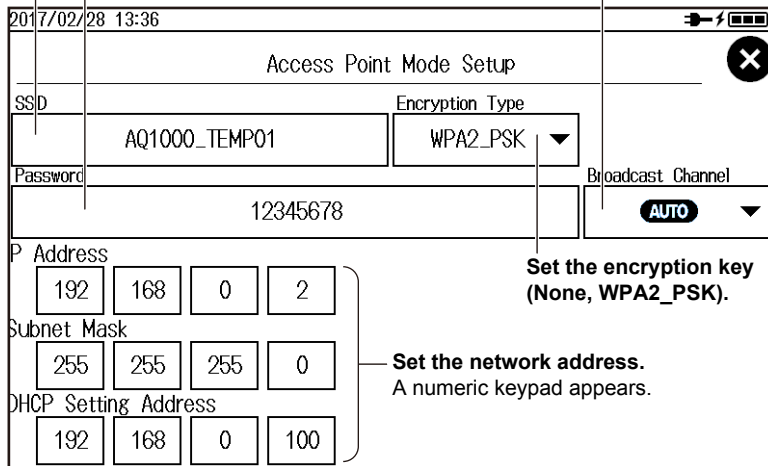 2017/02/28 13:36
Access Point Mode Setup
SSD
Encryption Type
AQ1000_TEMP01
WPA2_PSK
Password
Broadcast Channel
12345678
AUTO
P Address
192 168 0 2
Set the encryption key
(None, WPA2_PSK).
Subnet Mask
255 255 255 0
Set the network address.
A numeric keypad appears.
DHCP Setting Address
192 168 0 100